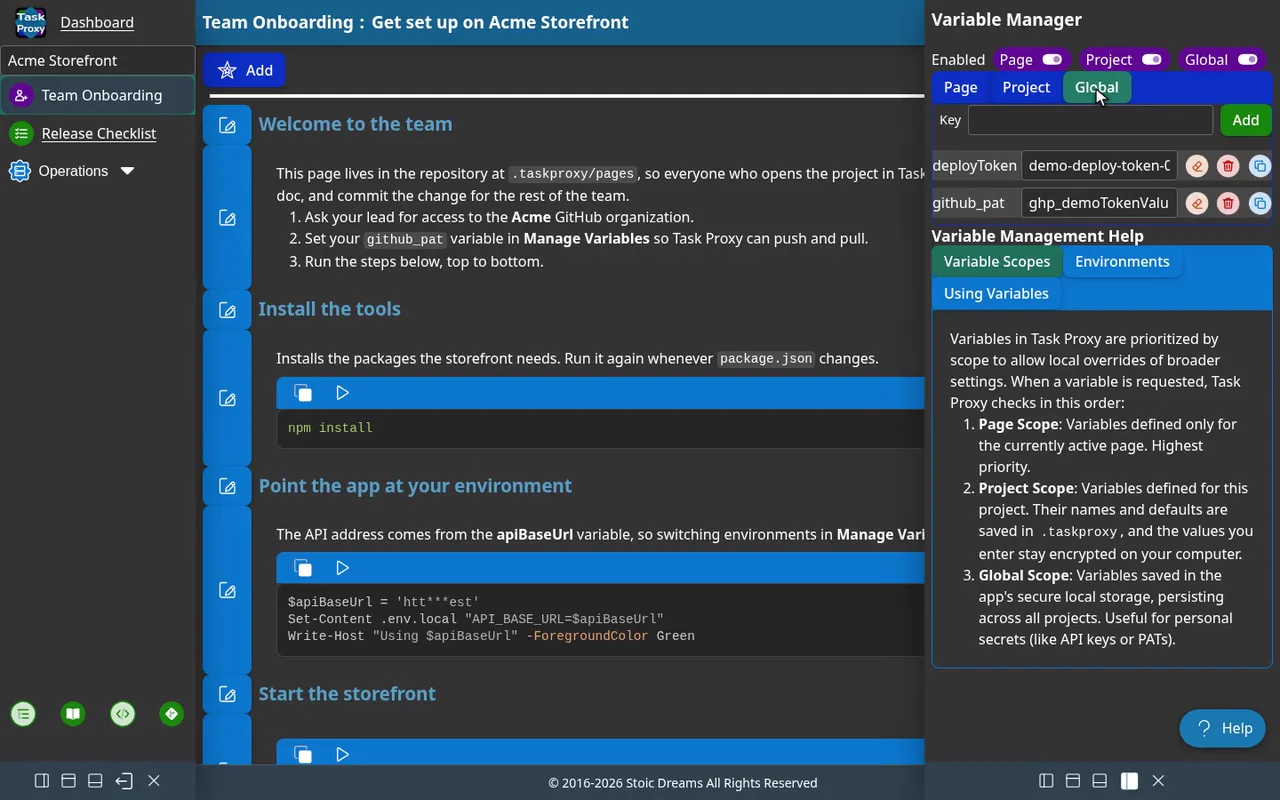 Task Proxy
Dashboard
Acme Storefront
Team Onboarding
Release Checklist
Operations
Team Onboarding : Get set up on Acme Storefront
Add
Welcome to the team
This page lives in the repository at .taskproxy/pages, so everyone who opens the project in Task
doc, and commit the change for the rest of the team.
1. Ask your lead for access to the Acme GitHub organization.
2. Set your github_pat variable in Manage Variables so Task Proxy can push and pull.
3. Run the steps below, top to bottom.
Install the tools
Installs the packages the storefront needs. Run it again whenever package.json changes.
npm install
Point the app at your environment
The API address comes from the apiBaseUrl variable, so switching environments in Manage Vari
$apiBaseUrl = 'htt***est'
Set-Content .env.local "API_BASE_URL=$apiBaseUrl"
Write-Host "Using $apiBaseUrl" -ForegroundColor Green
Start the storefront
© 2016-2026 Stoic Dreams All Rights Reserved
Variable Manager
Enabled Page Project Global
Page Project Global
Key Add
deployToken demo-deploy-token-0
github_pat ghp_demoTokenValu
Variable Management Help
Variable Scopes Environments
Using Variables
Variables in Task Proxy are prioritized by
scope to allow local overrides of broader
settings. When a variable is requested, Task
Proxy checks in this order:
1. Page Scope: Variables defined only for
the currently active page. Highest
priority.
2. Project Scope: Variables defined for this
project. Their names and defaults are
saved in .taskproxy, and the values you
enter stay encrypted on your computer.
3. Global Scope: Variables saved in the
app's secure local storage, persisting
across all projects. Useful for personal
secrets (like API keys or PATs).
Help